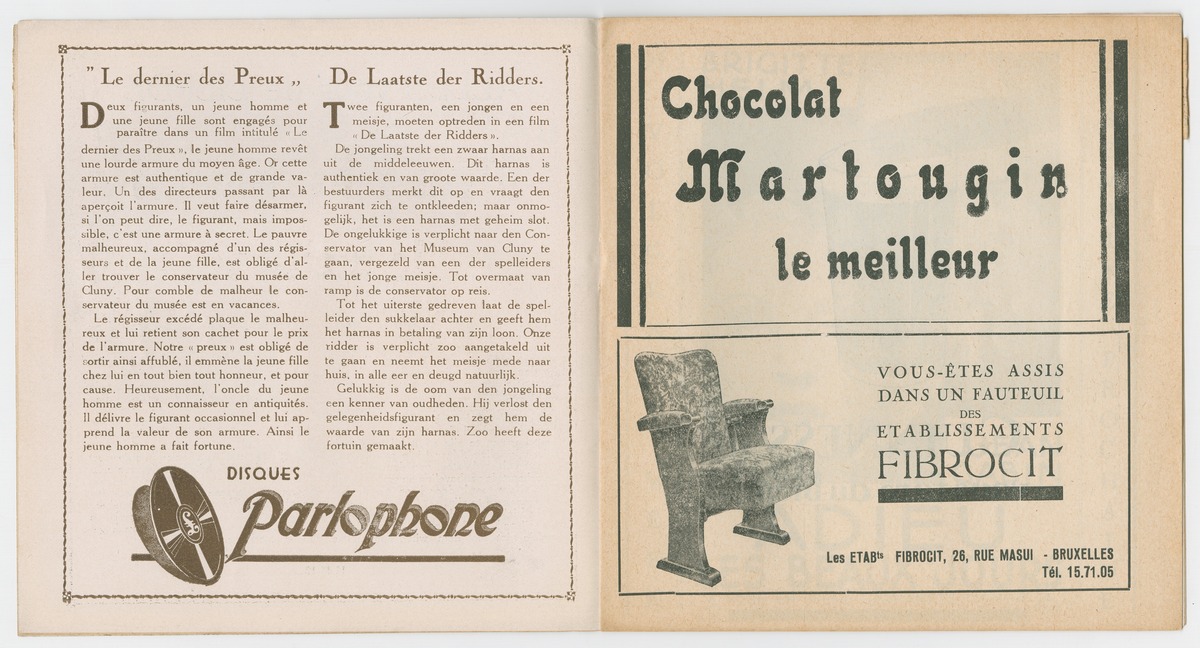 " Le dernier des Preux „
Deux figurants, un jeune homme et
une jeune fille sont engagés pour
paraître dans un film intitulé « Le
dernier des Preux », le jeune homme revêt
une lourde armure du moyen âge. Or cette
armure est authentique et de grande va-
leur. Un des directeurs passant par là
aperçoit l'armure. Il veut faire désarmer,
si l'on peut dire, le figurant, mais impos-
sible, c'est une armure à secret. Le pauvre
malheureux, accompagné d'un des régis-
seurs et de la jeune fille, est obligé d'al-
ler trouver le conservateur du musée de
Cluny. Pour comble de malheur le con-
servateur du musée est en vacances.
Le régisseur excédé plaque le malheu-
reux et lui retient son cachet pour le prix
de l'armure. Notre « preux » est obligé de
sortir ainsi affublé, il emmène la jeune fille
chez lui en tout bien tout honneur, et pour
cause. Heureusement, l'oncle du jeune
homme est un connaisseur en antiquités.
Il délivre le figurant occasionnel et lui ap-
prend la valeur de son armure. Ainsi le
jeune homme a fait fortune.
De Laatste der Ridders.
Twee figuranten, een jongen en een
meisje, moeten optreden in een film
« De Laatste der Ridders ».
De jongeling trekt een zwaar harnas aan
uit de middeleeuwen. Dit harnas is
authentiek en van groote waarde. Een der
bestuurders merkt dit op en vraagt den
figurant zich te ontkleeden; maar onmo-
gelijk, het is een harnas met geheim slot.
De ongelukkige is verplicht naar den Con-
servator van het Museum van Cluny te
gaan, vergezeld van een der spelleiders
en het jonge meisje. Tot overmaat van
ramp is de conservator op reis.
Tot het uiterste gedreven laat de spel-
leider den sukkelaar achter en geeft hem
het harnas in betaling van zijn loon. Onze
ridder is verplicht zoo aangetakeld uit
te gaan en neemt het meisje mede naar
huis, in alle eer en deugd natuurlijk.
Gelukkig is de oom van den jongeling
een kenner van oudheden. Hij verlost den
gelegenheidsfigurant en zegt hem de
waarde van zijn harnas. Zoo heeft deze
fortuin gemaakt.
DISQUES
Parlophone
Chocolat
Martougin
le meilleur
VOUS-ÊTES ASSIS
DANS UN FAUTEUIL
DES
ETABLISSEMENTS
FIBROCIT
Les ETABts FIBROCIT, 26, RUE MASUI - BRUXELLES
Tél. 15.71.05